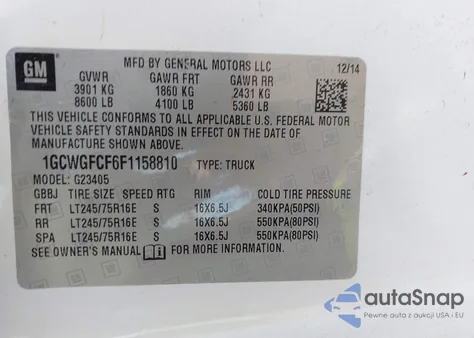 GM
MFD BY GENERAL MOTORS LLC 12/14
GVWR GAWR FRT GAWR RR
3901 KG 1860 KG 2431 KG
8600 LB 4100 LB 5360 LB
THIS VEHICLE CONFORMS TO ALL APPLICABLE U.S. FEDERAL MOTOR
VEHICLE SAFETY STANDARDS IN EFFECT ON THE DATE OF
MANUFACTURE SHOWN ABOVE.
1GCWGFCF6F1158810 TYPE: TRUCK
MODEL: G23405
GBBJ TIRE SIZE SPEED RTG RIM COLD TIRE PRESSURE
FRT LT245/75R16E S 16X6.5J 340KPA(50PSI)
RR LT245/75R16E S 16X6.5J 550KPA(80PSI)
SPA LT245/75R16E S 16X6.5J 550KPA(80PSI)
SEE OWNER'S MANUAL FOR MORE INFORMATION.
autoSnap
Pewne auta z aukcji USA i EU